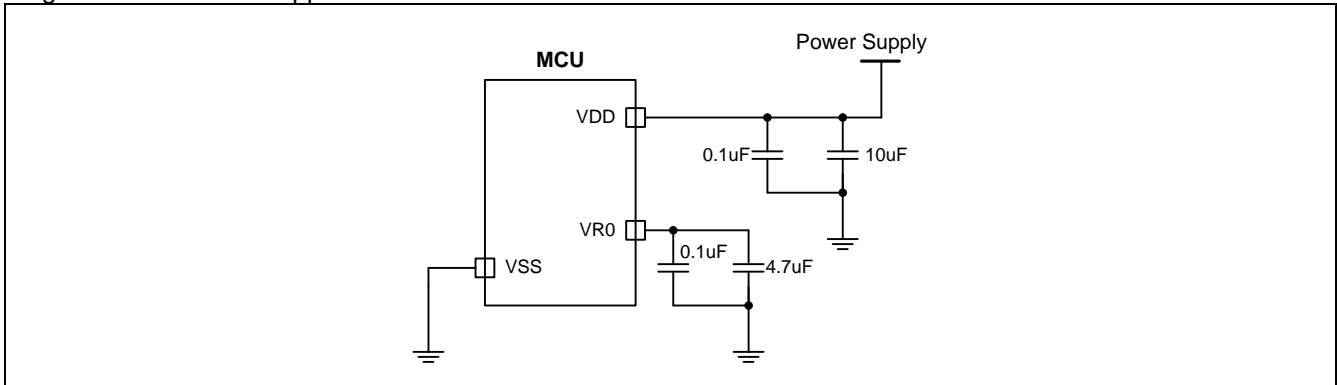 Power Supply
MCU
VDD
0.1uF
10uF
VR0
0.1uF
4.7uF
VSS